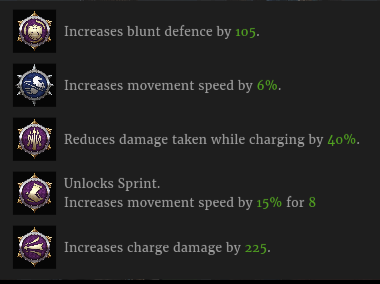 Increases blunt defence by 105.
Increases movement speed by 6%.
Reduces damage taken while charging by 40%.
Unlocks Sprint.
Increases movement speed by 15% for 8
Increases charge damage by 225.